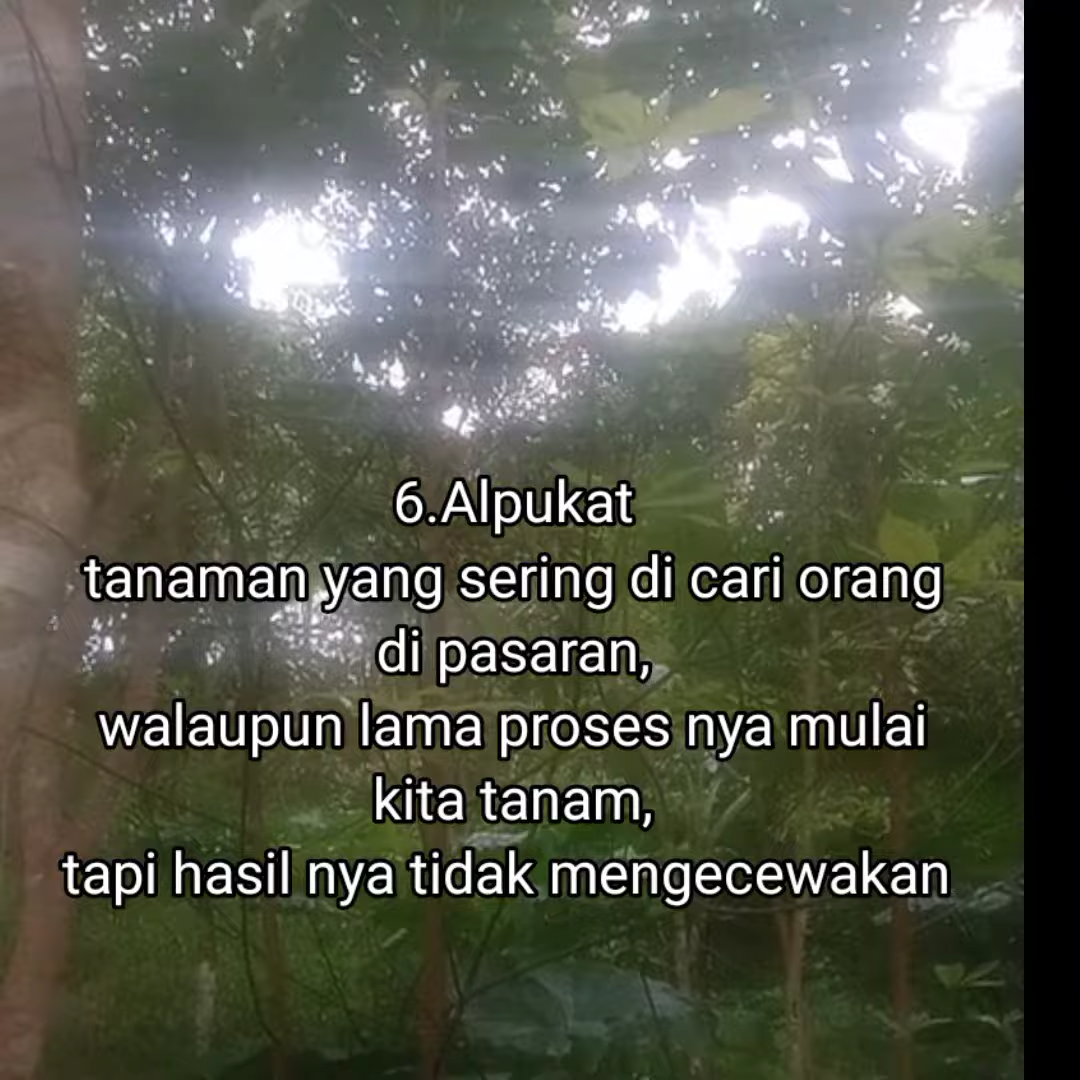 6.Alpukat
tanaman yang sering di cari orang
di pasaran,
walaupun lama proses nya mulai
kita tanam,
tapi hasil nya tidak mengecewakan